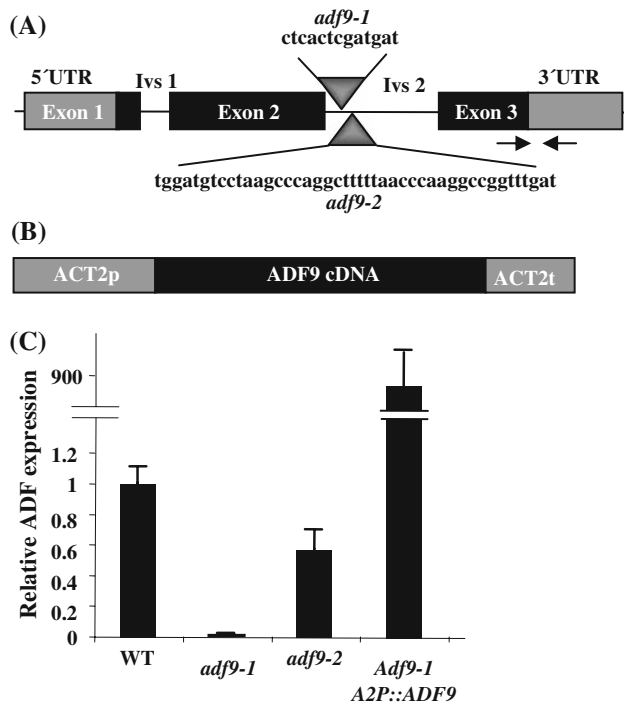 (A)
adf9-1
ctcactcgatgat
5´UTR
Ivs 1
Ivs 2
3´UTR
Exon 1
Exon 2
Exon 3
tggatgtcctaagcccaggctttttaacccaaggccggtttgat
adf9-2
(B)
ACT2p
ADF9 cDNA
ACT2t
(C)
Relative ADF expression
900
1.2
1
0.8
0.6
0.4
0.2
0
WT
adf9-1
adf9-2
Adf9-1
A2P::ADF9